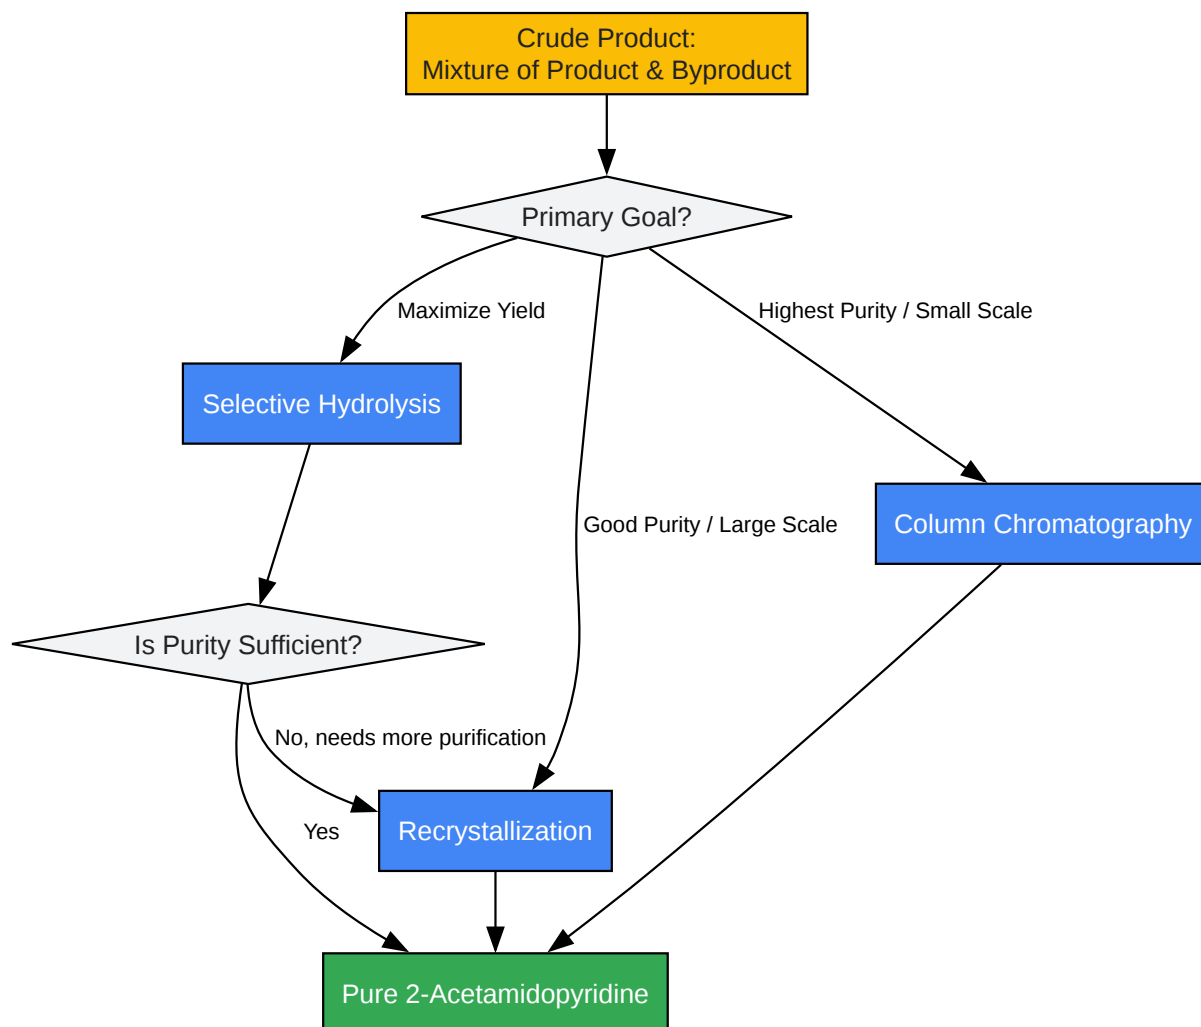 Crude Product:
Mixture of Product & Byproduct
Primary Goal?
Maximize Yield
Highest Purity / Small Scale
Selective Hydrolysis
Good Purity / Large Scale
Column Chromatography
Is Purity Sufficient?
No, needs more purification
Yes
Recrystallization
Pure 2-Acetamidopyridine